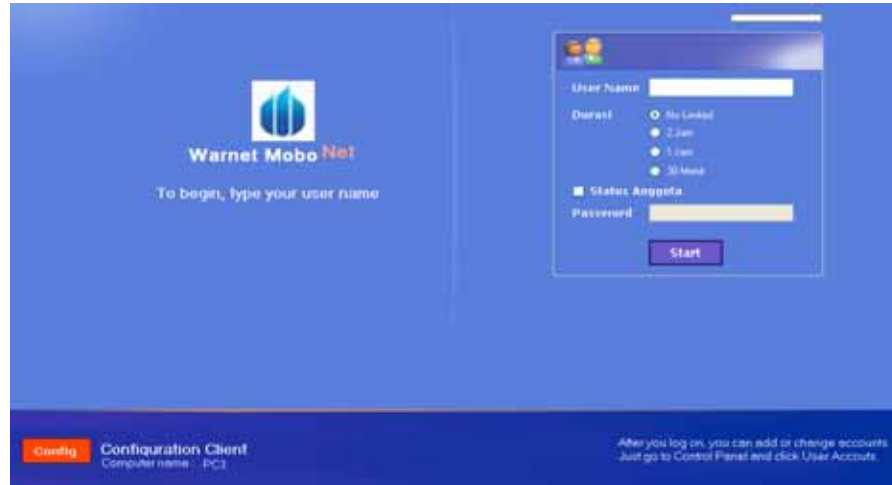 Warnet Mobo Net
To begin, type your user name
User Name
Durasi
No Limited
2 Jam
1 Jam
30 Menit
Status Anggota
Password
Start
Config
Configuration Client
Computer name : PC1
After you log on, you can add or change accounts
Just go to Control Panel and click User Accouts.